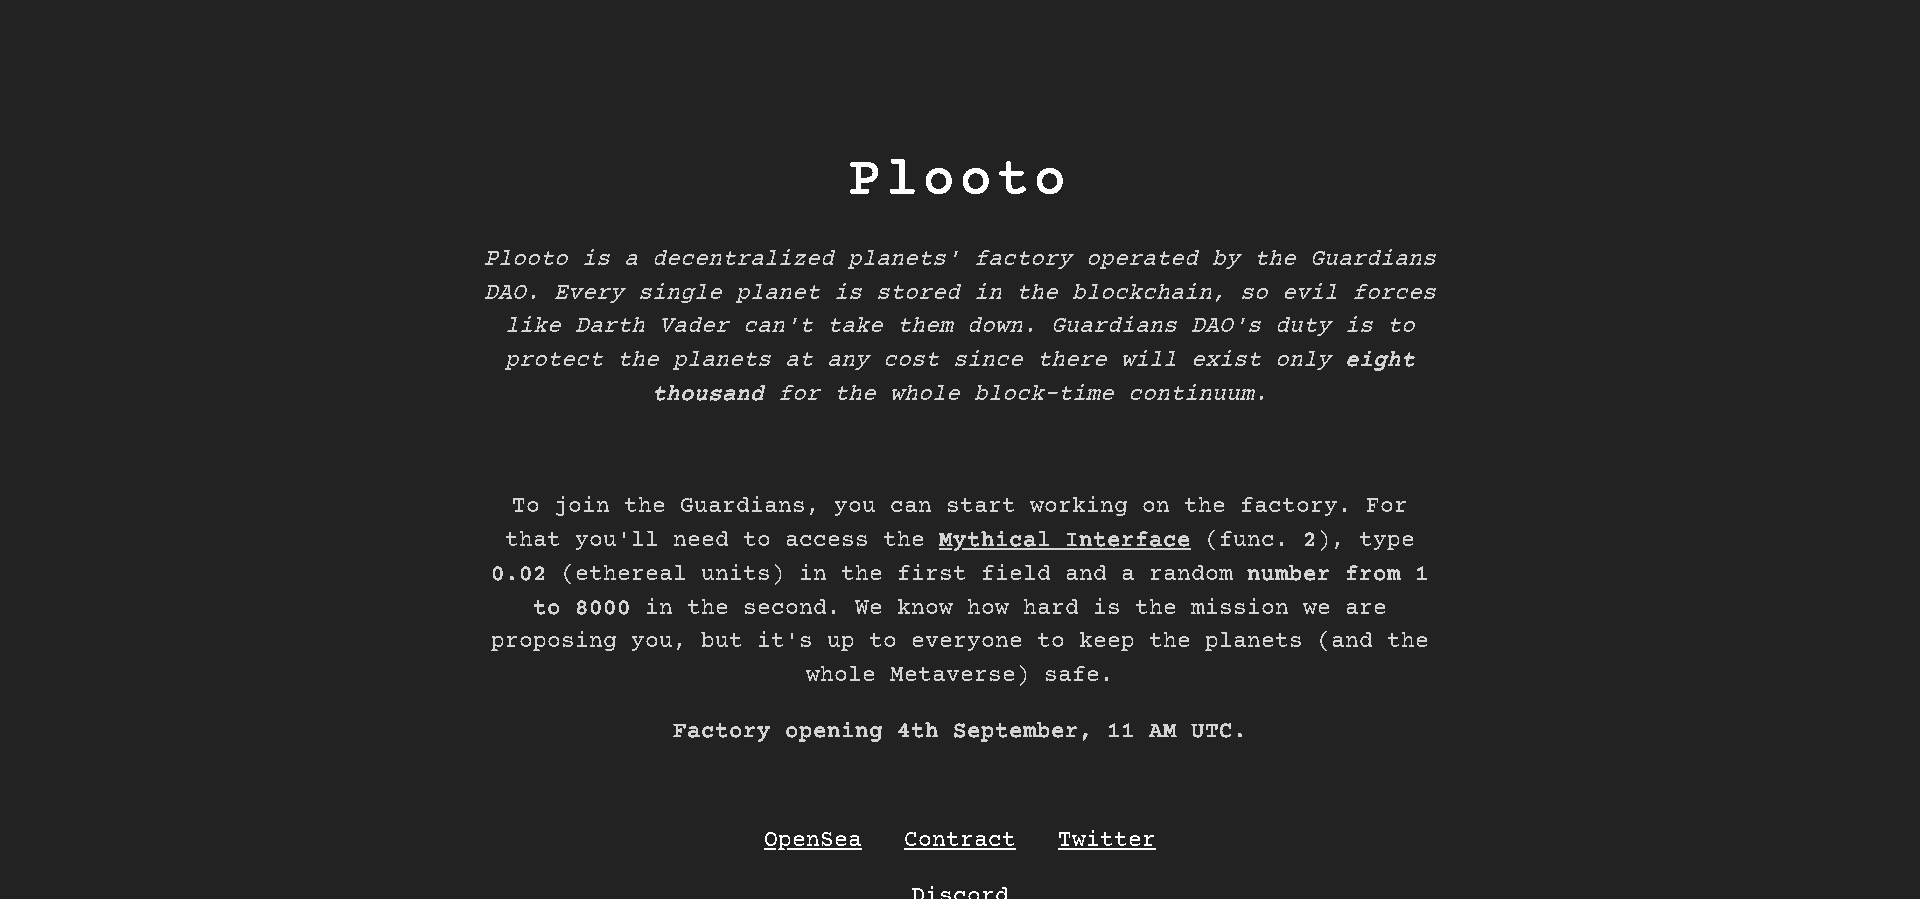 Plooto
Plooto is a decentralized planets' factory operated by the Guardians
DAO. Every single planet is stored in the blockchain, so evil forces
like Darth Vader can't take them down. Guardians DAO's duty is to
protect the planets at any cost since there will exist only eight
thousand for the whole block-time continuum.
To join the Guardians, you can start working on the factory. For
that you'll need to access the Mythical Interface (func. 2), type
0.02 (ethereal units) in the first field and a random number from 1
to 8000 in the second. We know how hard is the mission we are
proposing you, but it's up to everyone to keep the planets (and the
whole Metaverse) safe.
Factory opening 4th September, 11 AM UTC.
OpenSea Contract Twitter
Discord